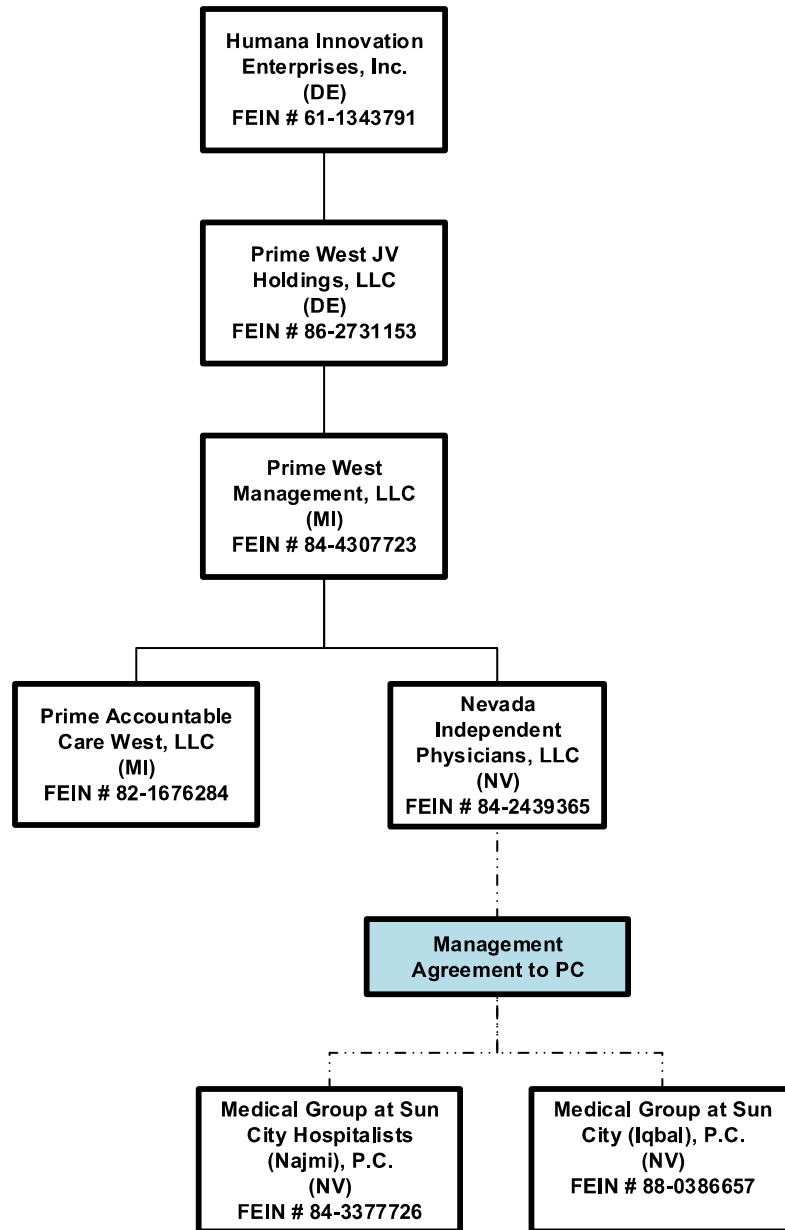 Humana Innovation
Enterprises, Inc.
(DE)
FEIN # 61-1343791
Prime West JV
Holdings, LLC
(DE)
FEIN # 86-2731153
Prime West
Management, LLC
(MI)
FEIN # 84-4307723
Prime Accountable
Care West, LLC
(MI)
FEIN # 82-1676284
Nevada
Independent
Physicians, LLC
(NV)
FEIN # 84-2439365
Management
Agreement to PC
Medical Group at Sun
City Hospitalists
(Najmi), P.C.
(NV)
FEIN # 84-3377726
Medical Group at Sun
City (Iqbal), P.C.
(NV)
FEIN # 88-0386657